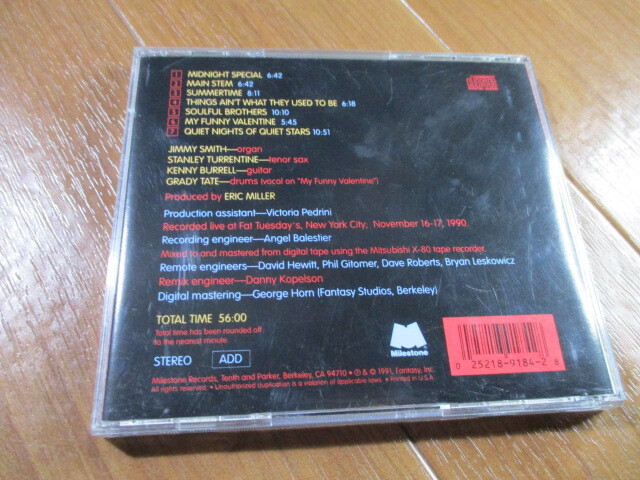 1 MIDNIGHT SPECIAL 6:42
2 MAIN STEM 6:42
3 SUMMERTIME 8:11
4 THINGS AIN'T WHAT THEY USED TO BE 6:18
5 SOULFUL BROTHERS 10:10
6 MY FUNNY VALENTINE 5:45
7 QUIET NIGHTS OF QUIET STARS 10:51
JIMMY SMITH—organ
STANLEY TURRENTINE—tenor sax
KENNY BURRELL—guitar
GRADY TATE—drums (vocal on "My Funny Valentine")
Produced by ERIC MILLER
Production assistant—Victoria Pedrini
Recorded live at Fat Tuesday's, New York City; November 16-17, 1990.
Recording engineer—Angel Balestier
Mixed to and mastered from digital tape using the Mitsubishi X-80 tape recorder.
Remote engineers—David Hewitt, Phil Gitomer, Dave Roberts, Bryan Leskowicz
Remix engineer—Danny Kopelson
Digital mastering—George Horn (Fantasy Studios, Berkeley)
TOTAL TIME 56:00
Total time has been rounded off
to the nearest minute.
STEREO ADD
Milestone
0 25218-9184-2 8
Milestone Records, Tenth and Parker, Berkeley, CA 94710 • ℗ & © 1991, Fantasy, Inc.
All rights reserved. • Unauthorized duplication is a violation of applicable laws. • Printed in U.S.A.